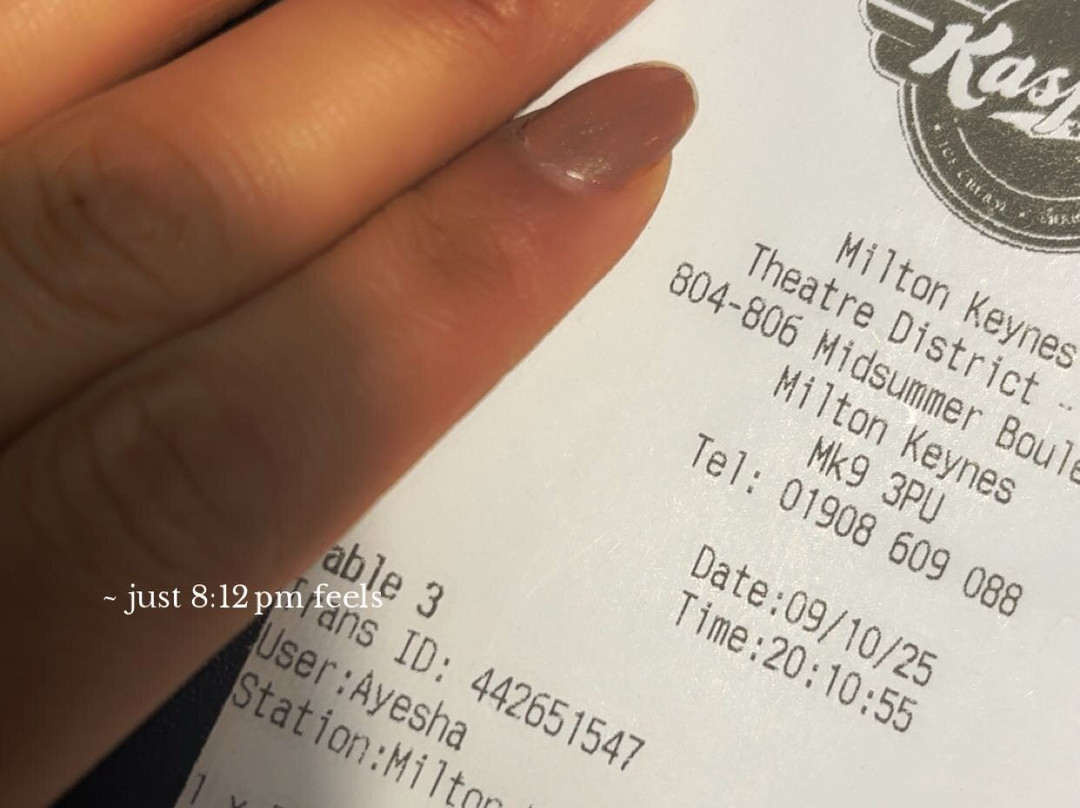 Milton Keynes
Theatre District
804-806 Midsummer
Milton Keynes
Mk9 3PU
Tel: 01908 609 088
Date:09/10/25
Time:20:10:55
able 3
~ just 8:12 pm feels
Trans ID: 442651547
User:Ayesha
Station:Milton